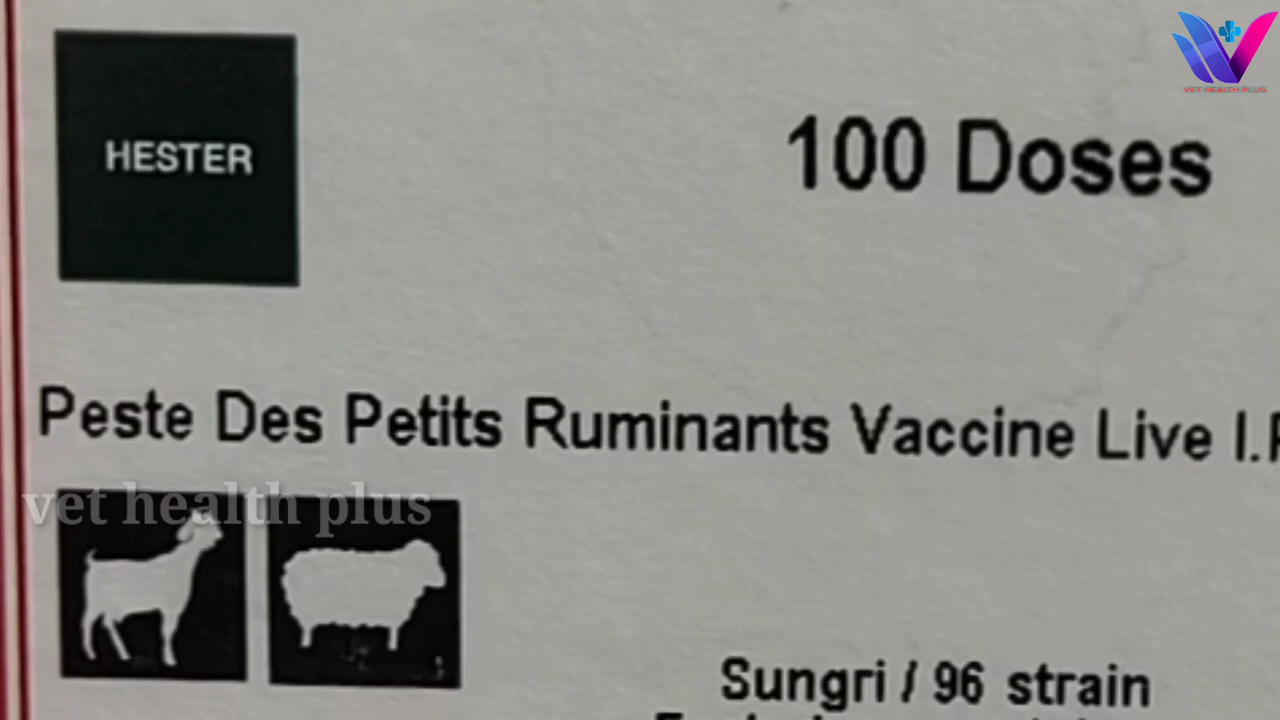 VET HEALTH PLUS
HESTER
100 Doses
Peste Des Petits Ruminants Vaccine Live I.
vet health plus
Sungri / 96 strain